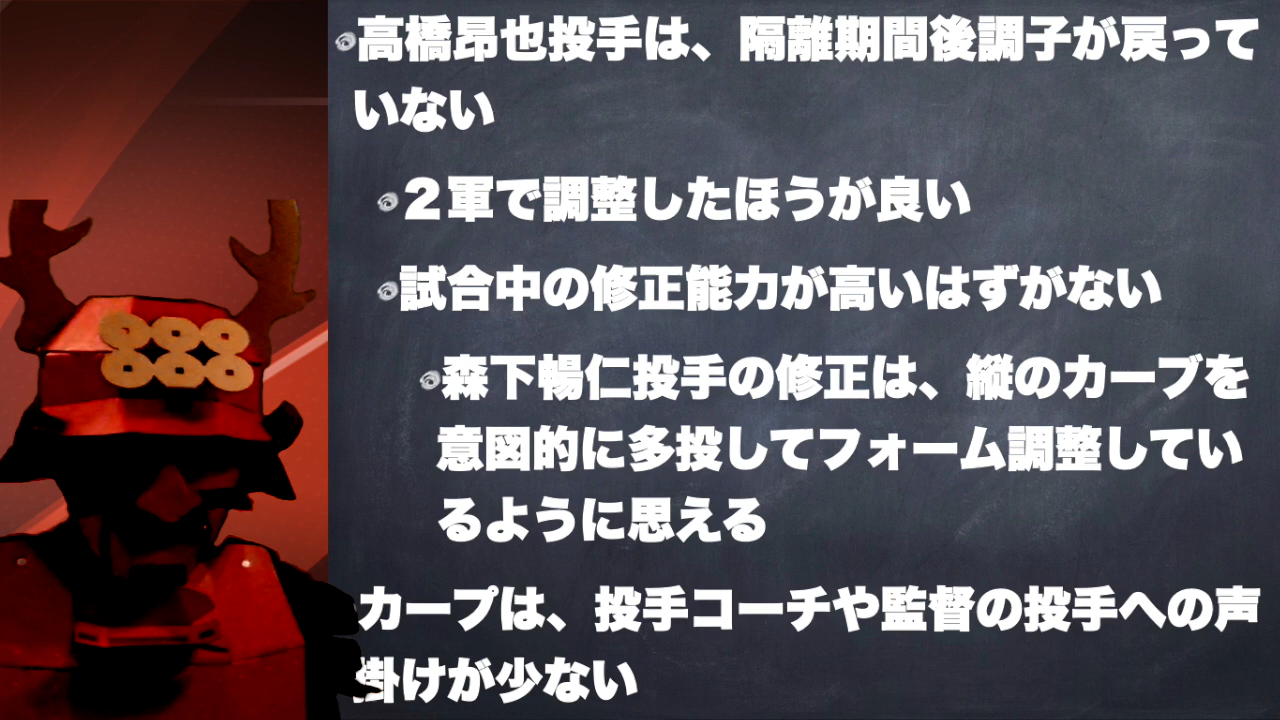 高橋昂也投手は、隔離期間後調子が戻って
いない
２軍で調整したほうが良い
試合中の修正能力が高いはずがない
森下暢仁投手の修正は、縦のカーブを
意図的に多投してフォーム調整してい
るように思える
カープは、投手コーチや監督の投手への声
掛けが少ない